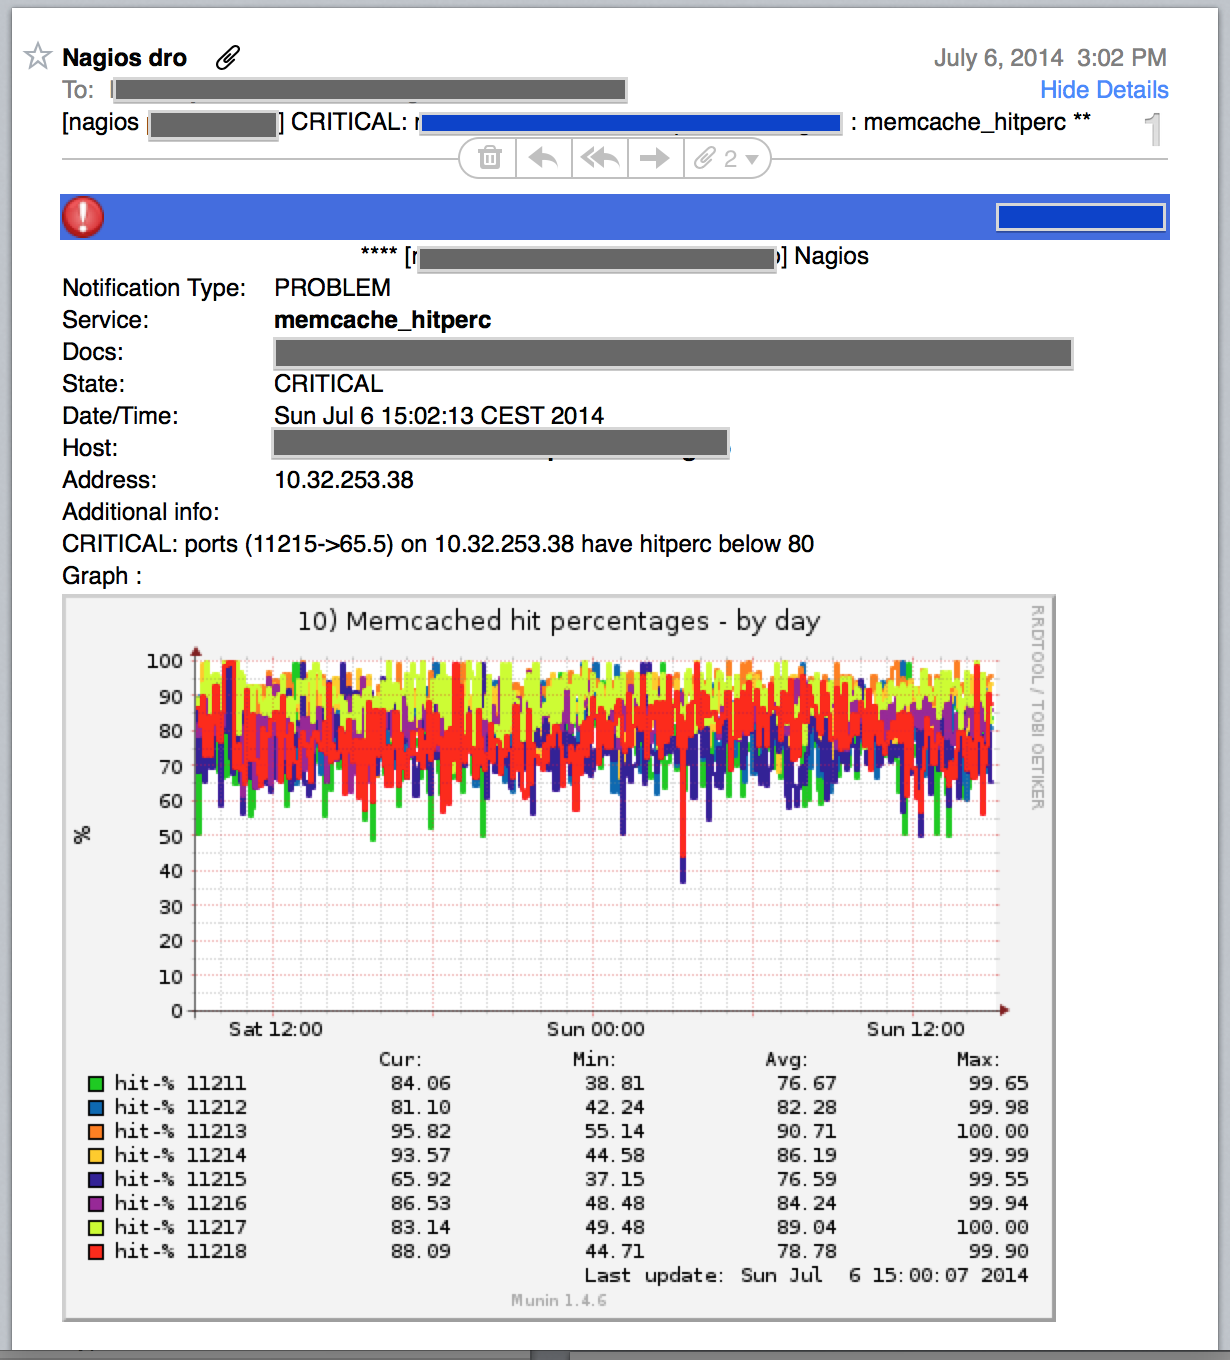 Nagios dro
July 6, 2014 3:02 PM
To:
Hide Details
[nagios ] CRITICAL: : memcache_hitperc **
1
2
**** [ ] Nagios
Notification Type: PROBLEM
Service: memcache_hitperc
Docs:
State: CRITICAL
Date/Time: Sun Jul 6 15:02:13 CEST 2014
Host:
Address: 10.32.253.38
Additional info:
CRITICAL: ports (11215->65.5) on 10.32.253.38 have hitperc below 80
Graph :
10) Memcached hit percentages - by day
RRDTOOL / TOBI OETIKER
100
90
80
70
60
50
40
30
20
10
0
%
Sat 12:00 Sun 00:00 Sun 12:00
Cur: Min: Avg: Max:
hit-% 11211 84.06 38.81 76.67 99.65
hit-% 11212 81.10 42.24 82.28 99.98
hit-% 11213 95.82 55.14 90.71 100.00
hit-% 11214 93.57 44.58 86.19 99.99
hit-% 11215 65.92 37.15 76.59 99.55
hit-% 11216 86.53 48.48 84.24 99.94
hit-% 11217 83.14 49.48 89.04 100.00
hit-% 11218 88.09 44.71 78.78 99.90
Last update: Sun Jul 6 15:00:07 2014
Munin 1.4.6